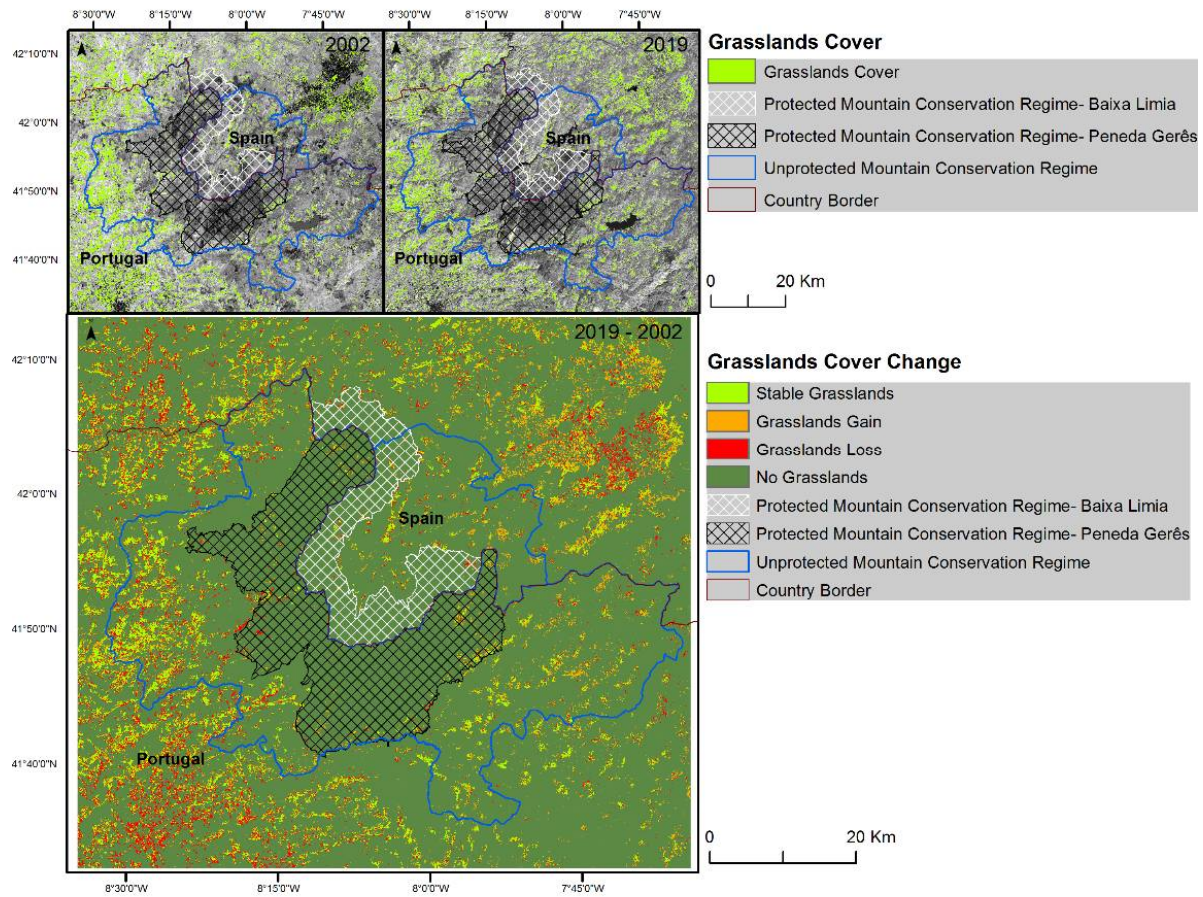 8°30'0"W 8°15'0"W 8°0'0"W 7°45'0"W 8°30'0"W 8°15'0"W 8°0'0"W 7°45'0"W
42°10'0"N
42°0'0"N
41°50'0"N
41°40'0"N
2002
Spain
Portugal
2019
Spain
Portugal
Grasslands Cover
Grasslands Cover
Protected Mountain Conservation Regime- Baixa Limia
Protected Mountain Conservation Regime- Peneda Gerês
Unprotected Mountain Conservation Regime
Country Border
0 20 Km
2019 - 2002
42°10'0"N
42°0'0"N
41°50'0"N
41°40'0"N
Spain
Portugal
8°30'0"W 8°15'0"W 8°0'0"W 7°45'0"W
Grasslands Cover Change
Stable Grasslands
Grasslands Gain
Grasslands Loss
No Grasslands
Protected Mountain Conservation Regime- Baixa Limia
Protected Mountain Conservation Regime- Peneda Gerês
Unprotected Mountain Conservation Regime
Country Border
0 20 Km